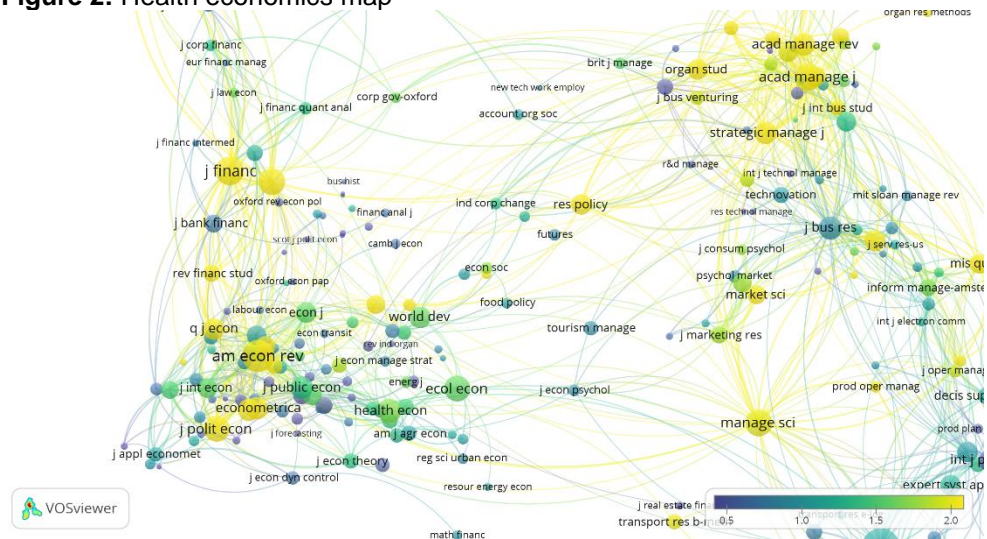 Figure 2. Health economics map
organ res methods
j corp financ
acad manage rev
eur financ manag
brit j manage
organ stud
acad manage j
j law econ
corp gov-oxford
new tech work employ
j bus venturing
j financ quant anal
j int bus stud
account org soc
strategic manage j
j financ intermed
r&d manage
j financ
int j technol manage
bus hist
technovation
mit sloan manage rev
oxford rev econ pol
ind corp change
res policy
financ anal j
res technol manage
j bank financ
j bus res
futures
scot j polit econ
camb j econ
j consum psychol
j serv res-us
econ soc
mis qu
rev financ stud
psychol market
oxford econ pap
inform manage-amste
market sci
food policy
labour econ
econ j
world dev
int j electron comm
q j econ
econ transit
tourism manage
j marketing res
rev ind organ
am econ rev
j econ manage strat
j oper manag
energ j
j int econ
j public econ
ecol econ
j econ psychol
prod oper manag
decis sup
econometrica
health econ
manage sci
j polit econ
j forecasting
am j agr econ
prod plan
j appl economet
reg sci urban econ
j econ theory
int j p
j econ dyn control
resour energy econ
expert syst ap
VOSviewer
j real estate fina
transport res e-
transport res b-me
0.5 1.0 1.5 2.0
math financ